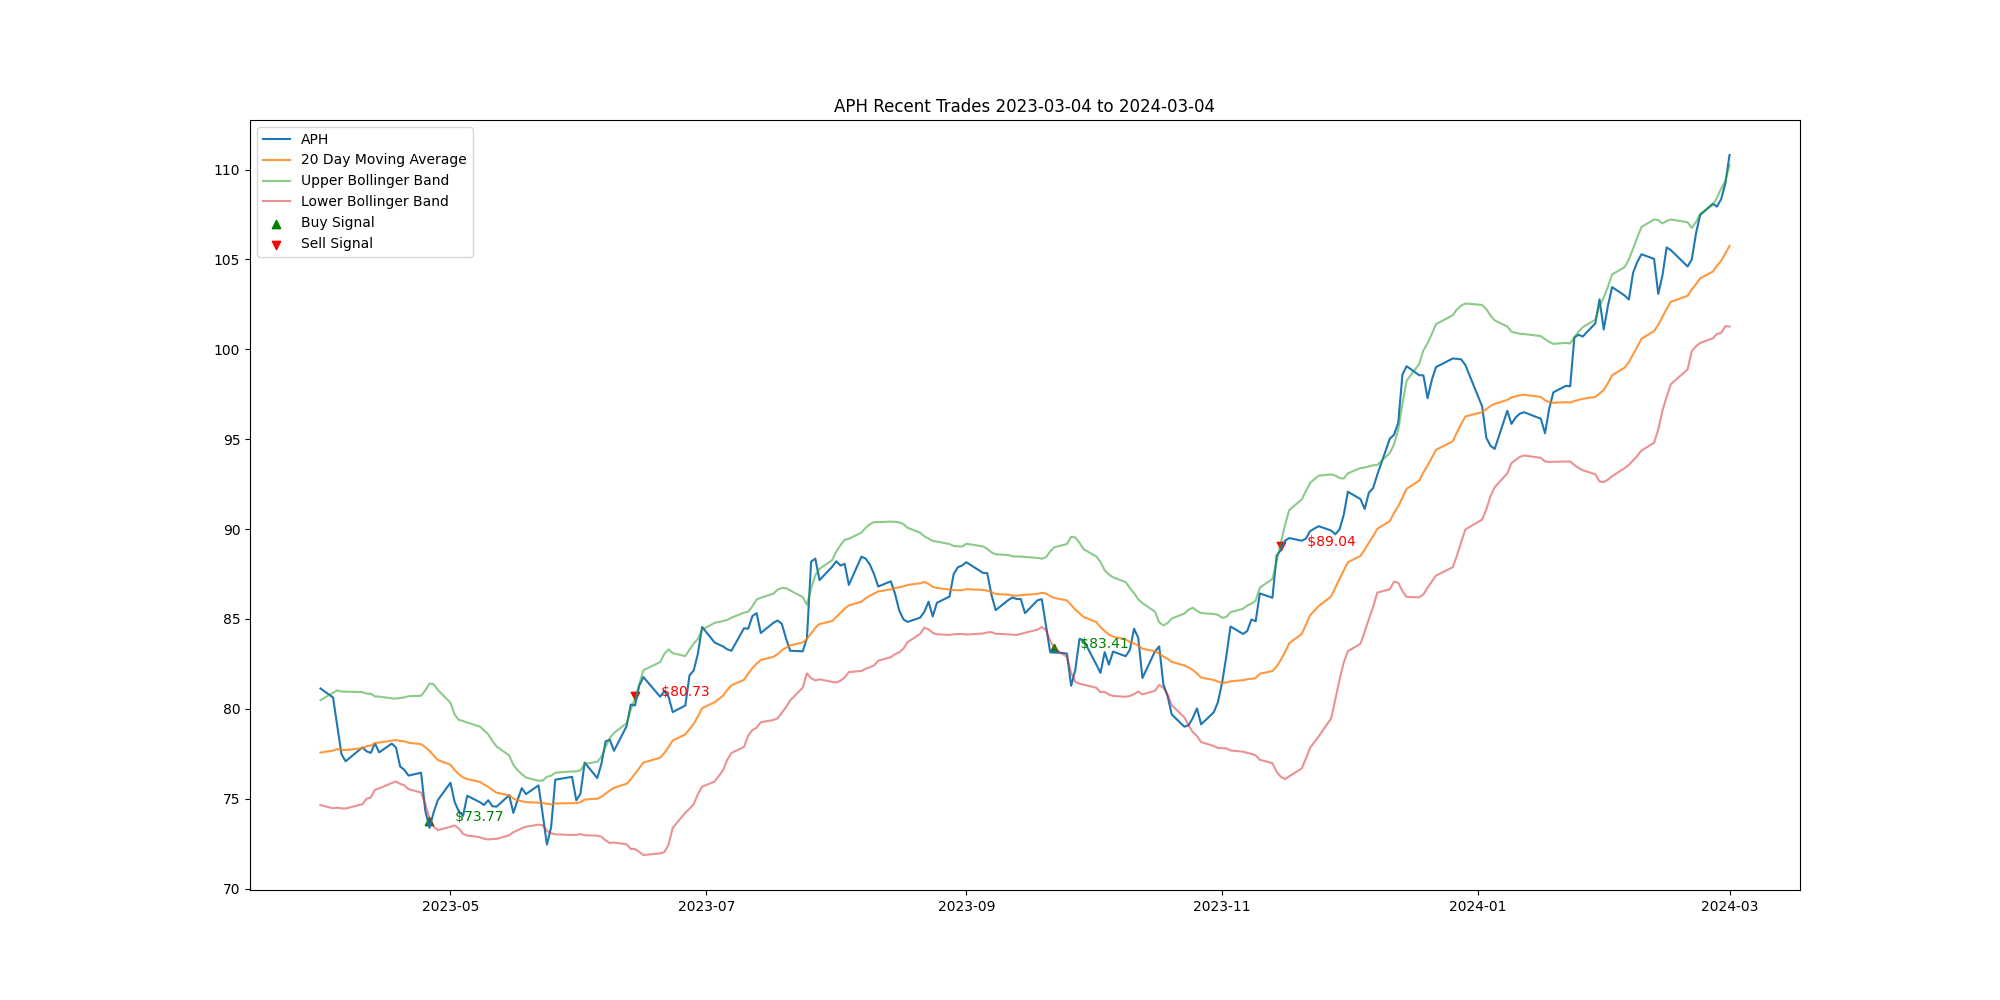 APH Recent Trades 2023-03-04 to 2024-03-04
APH
20 Day Moving Average
Upper Bollinger Band
Lower Bollinger Band
Buy Signal
Sell Signal
110
105
100
95
90
85
80
75
70
$89.04
$83.41
$80.73
$73.77
2023-05
2023-07
2023-09
2023-11
2024-01
2024-03